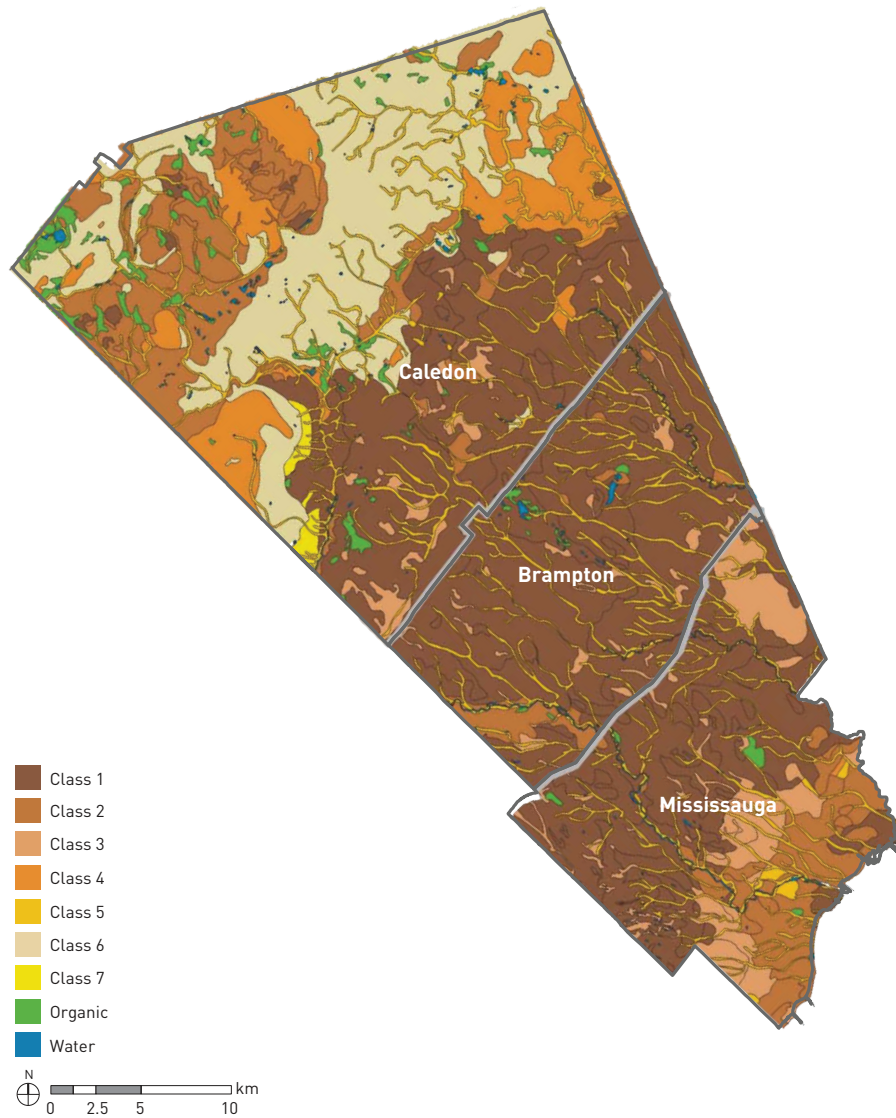 Caledon
Brampton
Mississauga
Class 1
Class 2
Class 3
Class 4
Class 5
Class 6
Class 7
Organic
Water
N
km
0 2.5 5 10